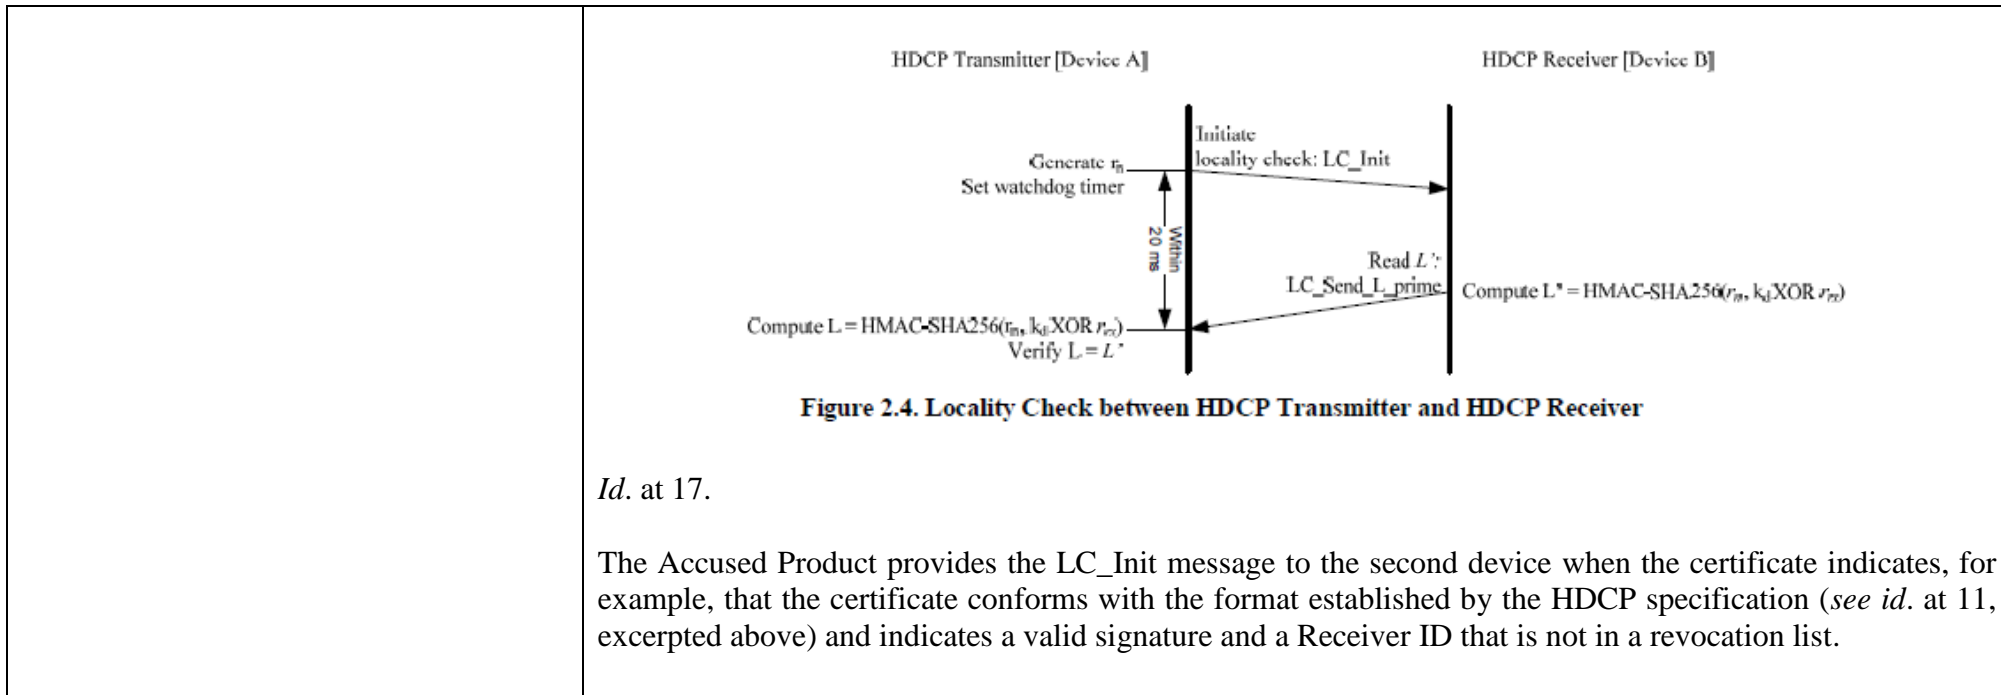 HDCP Transmitter [Device A]
HDCP Receiver [Device B]
Initiate
locality check: LC_Init
Generate rn
Set watchdog timer
Within
20 ms
Read L':
LC_Send_L_prime
Compute L' = HMAC-SHA256(rn, kd XOR rrx)
Compute L = HMAC-SHA256(rn, kd XOR rrx)
Verify L = L'
Figure 2.4. Locality Check between HDCP Transmitter and HDCP Receiver
Id. at 17.
The Accused Product provides the LC_Init message to the second device when the certificate indicates, for
example, that the certificate conforms with the format established by the HDCP specification (see id. at 11,
excerpted above) and indicates a valid signature and a Receiver ID that is not in a revocation list.